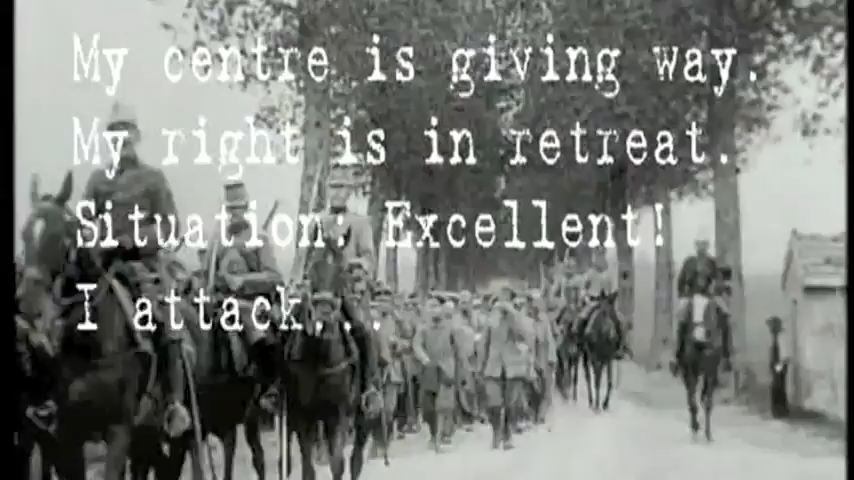 My centre is giving way.
My right is in retreat.
Situation: Excellent!
I attack...